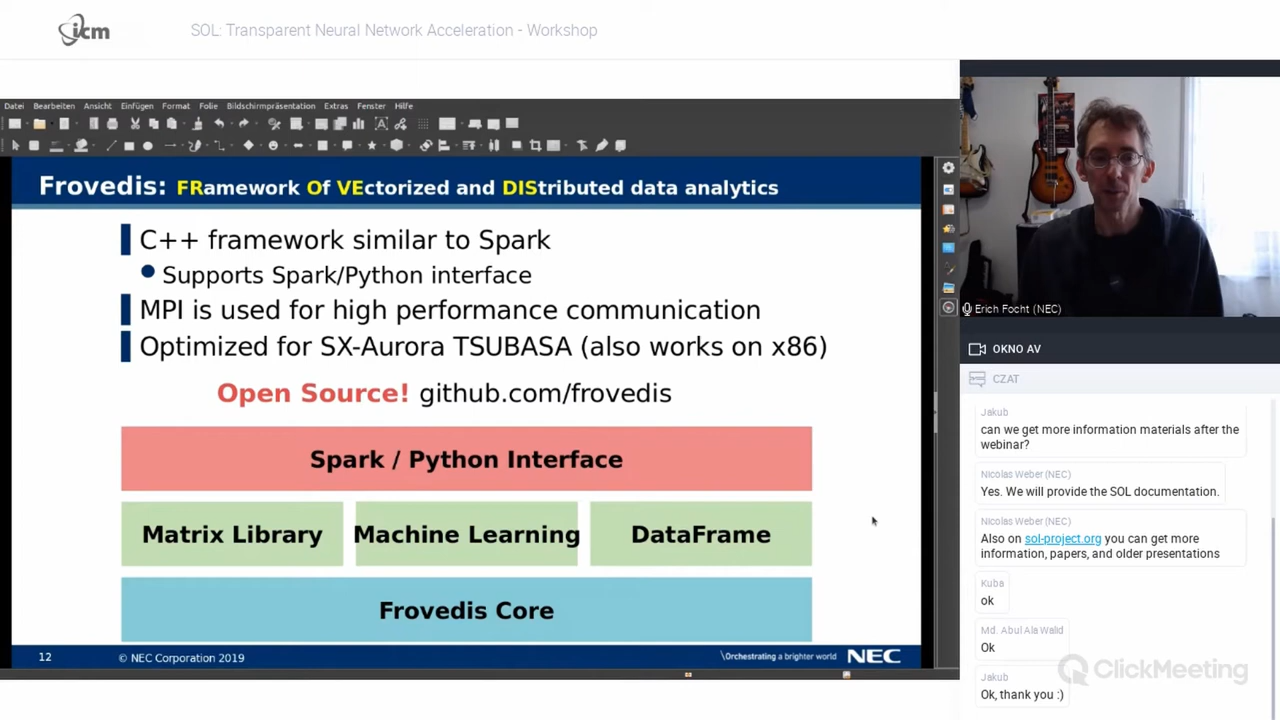 icm
SOL: Transparent Neural Network Acceleration - Workshop
Datei Bearbeiten Ansicht Einfügen Format Folie Bildschirmpräsentation Extras Fenster Hilfe
Frovedis: FRamework Of VEctorized and DIStributed data analytics
C++ framework similar to Spark
Supports Spark/Python interface
MPI is used for high performance communication
Optimized for SX-Aurora TSUBASA (also works on x86)
Open Source! github.com/frovedis
Spark / Python Interface
Matrix Library
Machine Learning
DataFrame
Frovedis Core
12 © NEC Corporation 2019
\Orchestrating a brighter world NEC
Erich Focht (NEC)
OKNO AV
CZAT
Jakub
can we get more information materials after the
webinar?
Nicolas Weber (NEC)
Yes. We will provide the SOL documentation.
Nicolas Weber (NEC)
Also on sol-project.org you can get more
information, papers, and older presentations
Kuba
ok
Md. Abul Ala Walid
Ok
Jakub
Ok, thank you :)
ClickMeeting